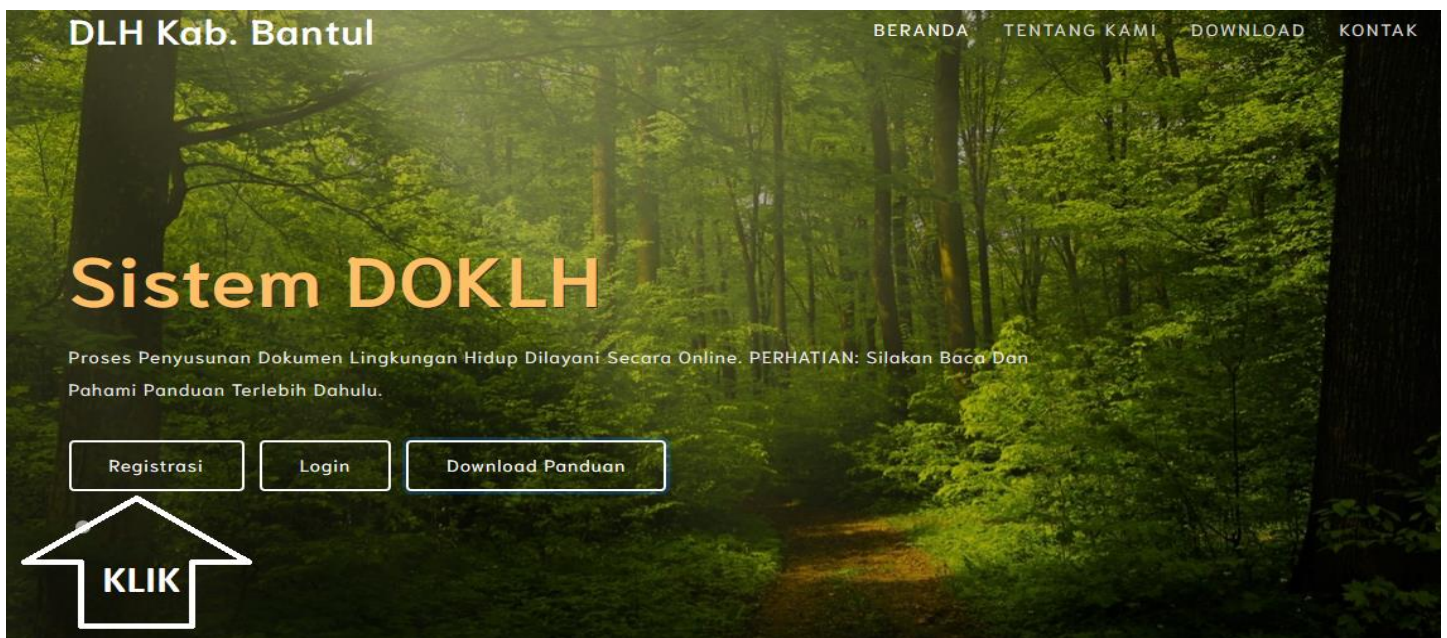 DLH Kab. Bantul
BERANDA TENTANG KAMI DOWNLOAD KONTAK
Sistem DOKLH
Proses Penyusunan Dokumen Lingkungan Hidup Dilayani Secara Online. PERHATIAN: Silakan Baca Dan
Pahami Panduan Terlebih Dahulu.
Registrasi Login Download Panduan
KLIK